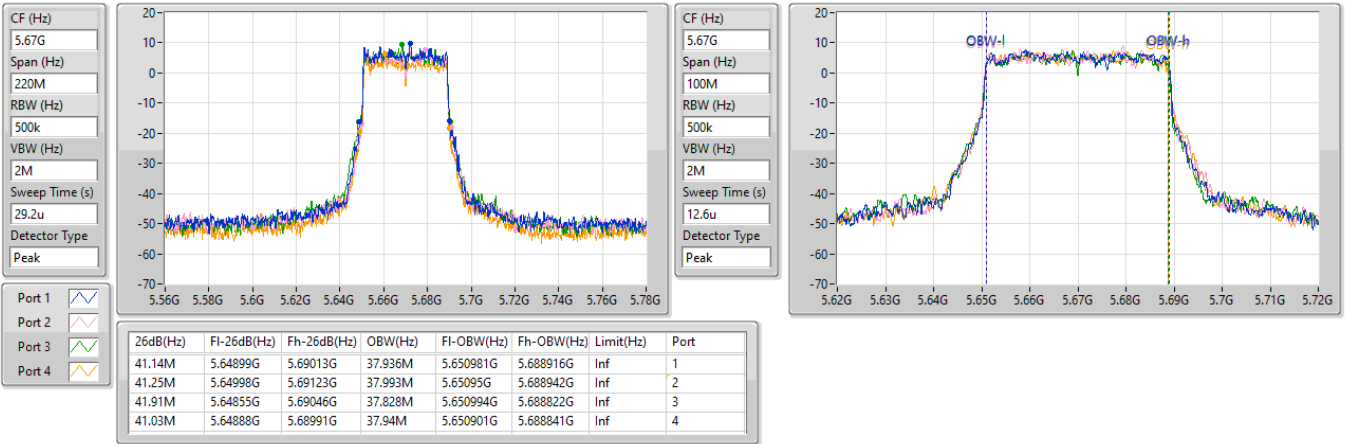 CF (Hz)
5.67G
Span (Hz)
220M
RBW (Hz)
500k
VBW (Hz)
2M
Sweep Time (s)
29.2u
Detector Type
Peak
20
10
0
-10
-20
-30
-40
-50
-60
-70
5.56G 5.58G 5.6G 5.62G 5.64G 5.66G 5.68G 5.7G 5.72G 5.74G 5.76G 5.78G
CF (Hz)
5.67G
Span (Hz)
100M
RBW (Hz)
500k
VBW (Hz)
2M
Sweep Time (s)
12.6u
Detector Type
Peak
20
10
0
-10
-20
-30
-40
-50
-60
-70
OBW-l OBW-h
5.62G 5.63G 5.64G 5.65G 5.66G 5.67G 5.68G 5.69G 5.7G 5.71G 5.72G
Port 1
Port 2
Port 3
Port 4
26dB(Hz) Fl-26dB(Hz) Fh-26dB(Hz) OBW(Hz) Fl-OBW(Hz) Fh-OBW(Hz) Limit(Hz) Port
41.14M 5.64899G 5.69013G 37.936M 5.650981G 5.688916G Inf 1
41.25M 5.64998G 5.69123G 37.993M 5.65095G 5.688942G Inf 2
41.91M 5.64855G 5.69046G 37.828M 5.650994G 5.688822G Inf 3
41.03M 5.64888G 5.68991G 37.94M 5.650901G 5.688841G Inf 4